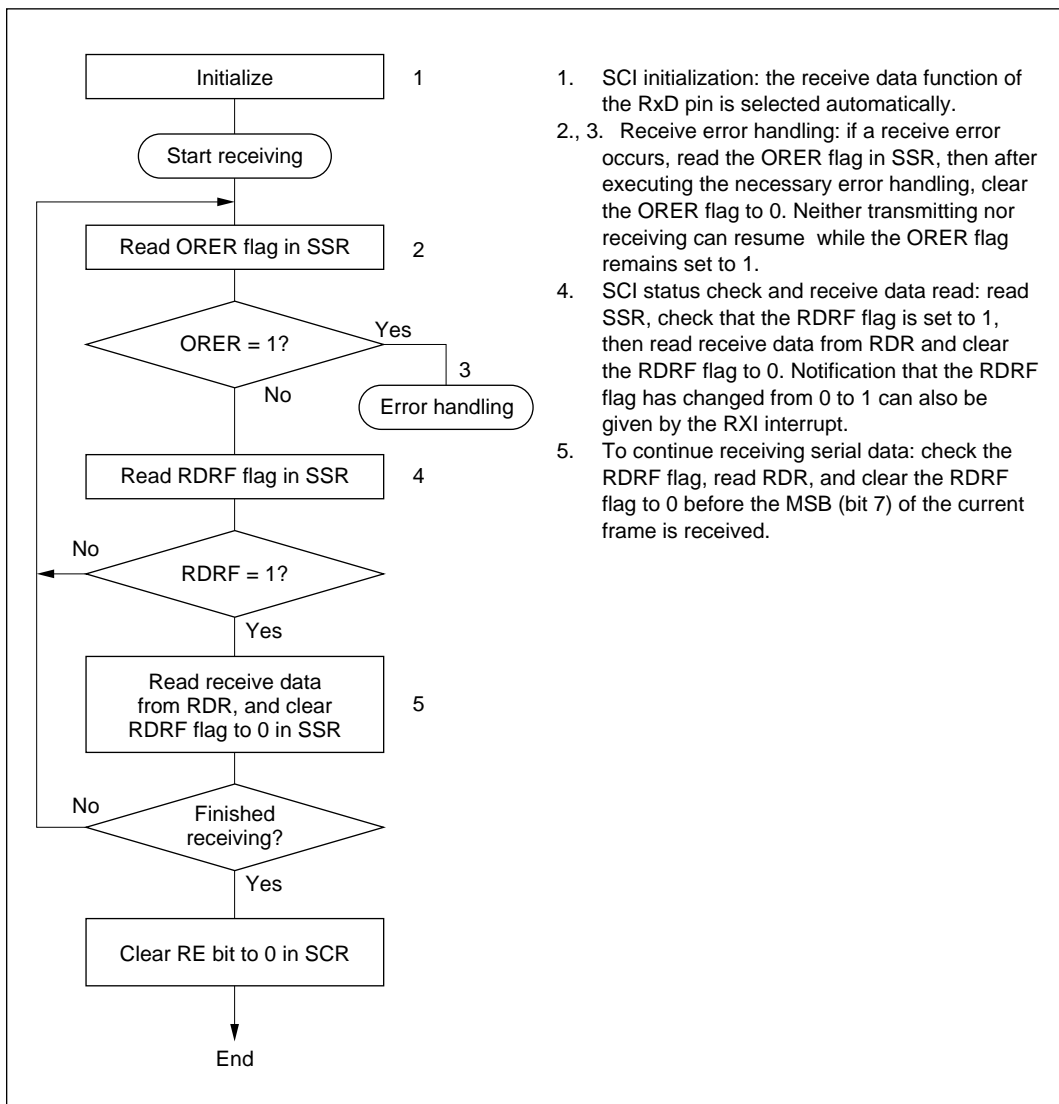 Initialize
1
Start receiving
Read ORER flag in SSR
2
ORER = 1?
Yes
No
3
Error handling
Read RDRF flag in SSR
4
RDRF = 1?
No
Yes
Read receive data
from RDR, and clear
RDRF flag to 0 in SSR
5
Finished
receiving?
No
Yes
Clear RE bit to 0 in SCR
End
1. SCI initialization: the receive data function of
the RxD pin is selected automatically.
2., 3. Receive error handling: if a receive error
occurs, read the ORER flag in SSR, then after
executing the necessary error handling, clear
the ORER flag to 0. Neither transmitting nor
receiving can resume while the ORER flag
remains set to 1.
4. SCI status check and receive data read: read
SSR, check that the RDRF flag is set to 1,
then read receive data from RDR and clear
the RDRF flag to 0. Notification that the RDRF
flag has changed from 0 to 1 can also be
given by the RXI interrupt.
5. To continue receiving serial data: check the
RDRF flag, read RDR, and clear the RDRF
flag to 0 before the MSB (bit 7) of the current
frame is received.